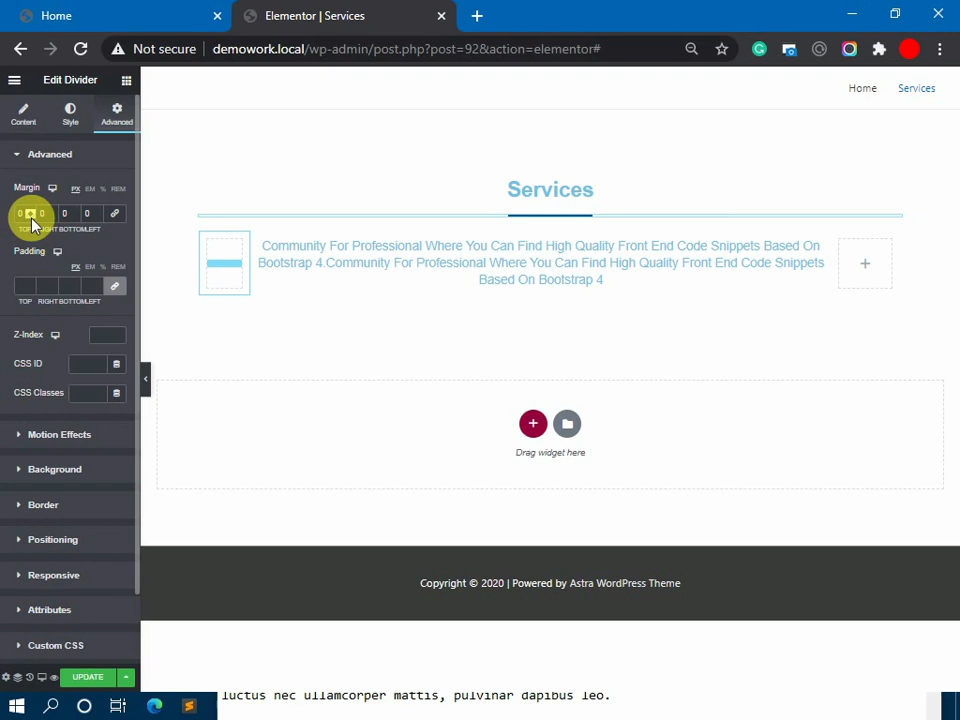 Home
Elementor | Services
Not secure
demowork.local/wp-admin/post.php?post=92&action=elementor#
Edit Divider
Content
Style
Advanced
Advanced
Margin
PX EM % REM
0 0 0 0
TOP RIGHT BOTTOM LEFT
Padding
PX EM % REM
TOP RIGHT BOTTOM LEFT
Z-Index
CSS ID
CSS Classes
Motion Effects
Background
Border
Positioning
Responsive
Attributes
Custom CSS
UPDATE
Home
Services
Services
Community For Professional Where You Can Find High Quality Front End Code Snippets Based On
Bootstrap 4.Community For Professional Where You Can Find High Quality Front End Code Snippets
Based On Bootstrap 4
Drag widget here
Copyright © 2020 | Powered by Astra WordPress Theme
luctus nec ullamcorper mattis, pulvinar dapibus leo.